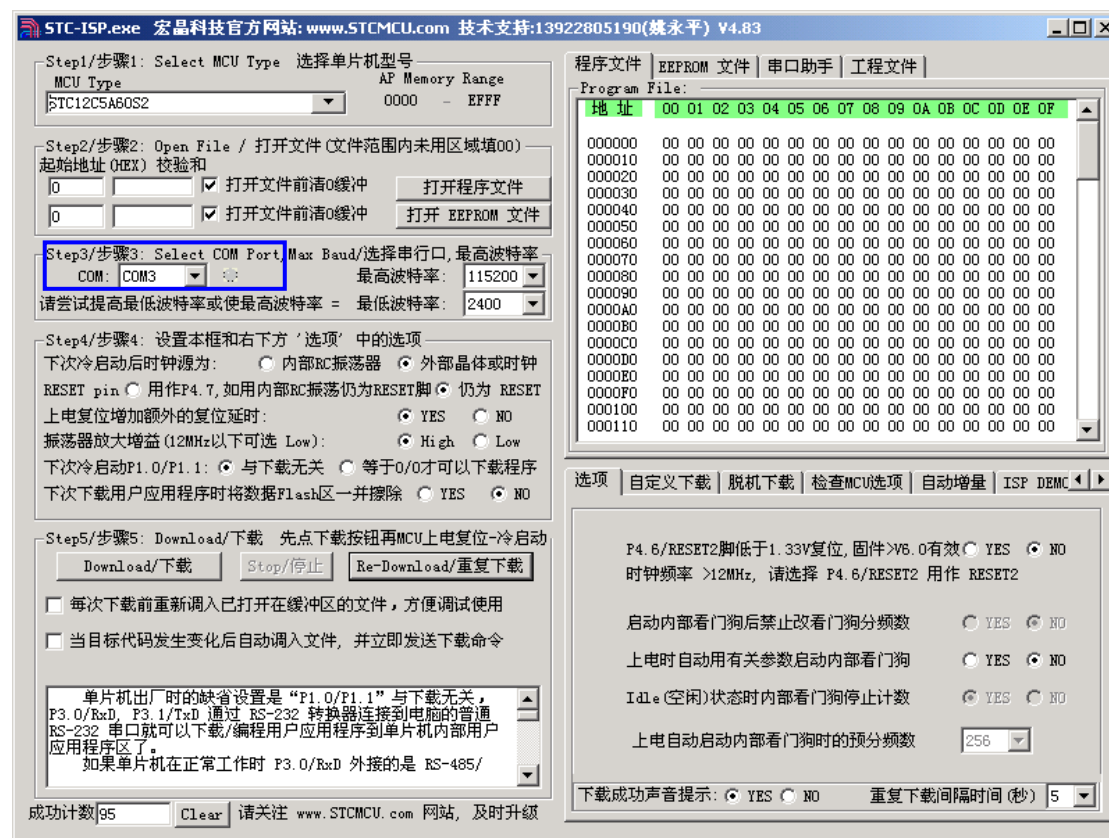 STC-ISP.exe 宏晶科技官方网站: www.STCMCU.com 技术支持:13922805190(姚永平) V4.83
Step1/步骤1: Select MCU Type 选择单片机型号
MCU Type AP Memory Range
STC12C5A60S2 0000 - EFFF
Step2/步骤2: Open File / 打开文件(文件范围内未用区域填00)
起始地址(HEX) 校验和
0 打开文件前清0缓冲 打开程序文件
0 打开文件前清0缓冲 打开 EEPROM 文件
Step3/步骤3: Select COM Port,Max Baud/选择串行口,最高波特率
COM: COM3 最高波特率: 115200
请尝试提高最低波特率或使最高波特率 = 最低波特率: 2400
Step4/步骤4: 设置本框和右下方 '选项' 中的选项
下次冷启动后时钟源为: 内部RC振荡器 外部晶体或时钟
RESET pin 用作P4.7,如用内部RC振荡仍为RESET脚 仍为 RESET
上电复位增加额外的复位延时: YES NO
振荡器放大增益(12MHz以下可选 Low): High Low
下次冷启动P1.0/P1.1: 与下载无关 等于0/0才可以下载程序
下次下载用户应用程序时将数据Flash区一并擦除 YES NO
Step5/步骤5: Download/下载 先点下载按钮再MCU上电复位-冷启动
Download/下载 Stop/停止 Re-Download/重复下载
每次下载前重新调入已打开在缓冲区的文件，方便调试使用
当目标代码发生变化后自动调入文件, 并立即发送下载命令
单片机出厂时的缺省设置是“P1.0/P1.1”与下载无关，
P3.0/RxD, P3.1/TxD 通过 RS-232 转换器连接到电脑的普通
RS-232 串口就可以下载/编程用户应用程序到单片机内部用户
应用程序区了。
如果单片机在正常工作时 P3.0/RxD 外接的是 RS-485/
成功计数 95 Clear 请关注 www.STCMCU.com 网站, 及时升级
程序文件 EEPROM 文件 串口助手 工程文件
Program File:
地址 00 01 02 03 04 05 06 07 08 09 0A 0B 0C 0D 0E 0F
000000 00 00 00 00 00 00 00 00 00 00 00 00 00 00 00 00
000010 00 00 00 00 00 00 00 00 00 00 00 00 00 00 00 00
000020 00 00 00 00 00 00 00 00 00 00 00 00 00 00 00 00
000030 00 00 00 00 00 00 00 00 00 00 00 00 00 00 00 00
000040 00 00 00 00 00 00 00 00 00 00 00 00 00 00 00 00
000050 00 00 00 00 00 00 00 00 00 00 00 00 00 00 00 00
000060 00 00 00 00 00 00 00 00 00 00 00 00 00 00 00 00
000070 00 00 00 00 00 00 00 00 00 00 00 00 00 00 00 00
000080 00 00 00 00 00 00 00 00 00 00 00 00 00 00 00 00
000090 00 00 00 00 00 00 00 00 00 00 00 00 00 00 00 00
0000A0 00 00 00 00 00 00 00 00 00 00 00 00 00 00 00 00
0000B0 00 00 00 00 00 00 00 00 00 00 00 00 00 00 00 00
0000C0 00 00 00 00 00 00 00 00 00 00 00 00 00 00 00 00
0000D0 00 00 00 00 00 00 00 00 00 00 00 00 00 00 00 00
0000E0 00 00 00 00 00 00 00 00 00 00 00 00 00 00 00 00
0000F0 00 00 00 00 00 00 00 00 00 00 00 00 00 00 00 00
000100 00 00 00 00 00 00 00 00 00 00 00 00 00 00 00 00
000110 00 00 00 00 00 00 00 00 00 00 00 00 00 00 00 00
选项 自定义下载 脱机下载 检查MCU选项 自动增量 ISP DEMC
P4.6/RESET2脚低于1.33V复位,固件>V6.0有效 YES NO
时钟频率 >12MHz, 请选择 P4.6/RESET2 用作 RESET2
启动内部看门狗后禁止改看门狗分频数 YES NO
上电时自动用有关参数启动内部看门狗 YES NO
Idle(空闲)状态时内部看门狗停止计数 YES NO
上电自动启动内部看门狗时的预分频数 256
下载成功声音提示: YES NO 重复下载间隔时间(秒) 5